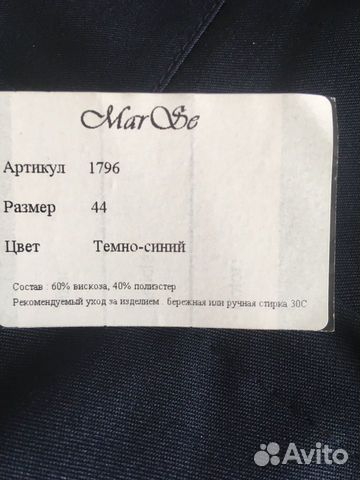 MarSe
Артикул 1796
Размер 44
Цвет Темно-синий
Состав : 60% вискоза, 40% полиэстер
Рекомендуемый уход за изделием : бережная или ручная стирка 30С
Avito